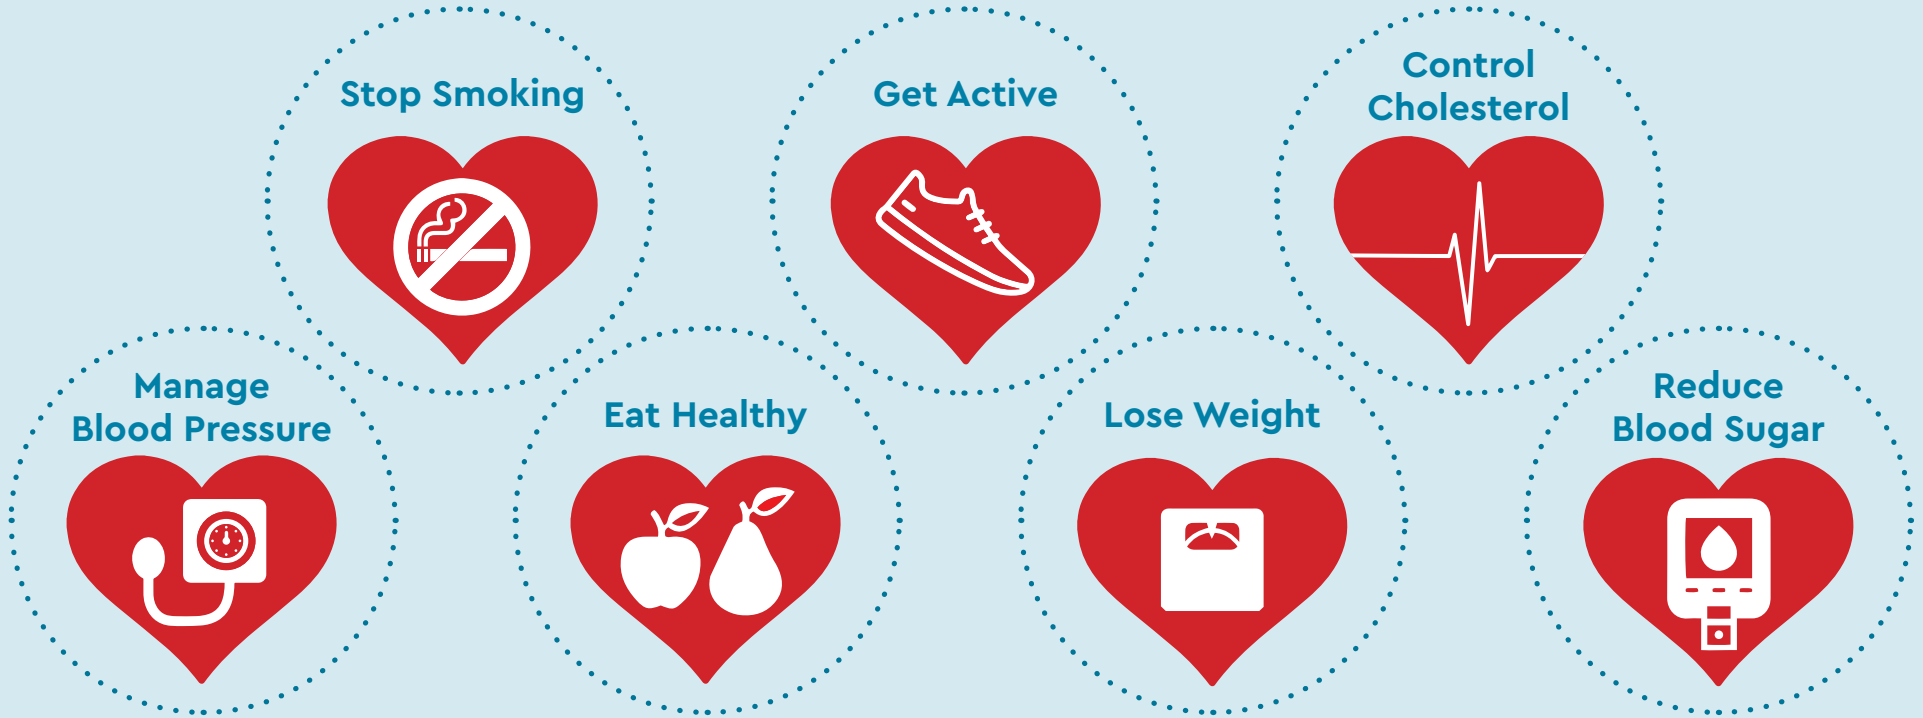 Stop Smoking
Get Active
Control
Cholesterol
Manage
Blood Pressure
Eat Healthy
Lose Weight
Reduce
Blood Sugar